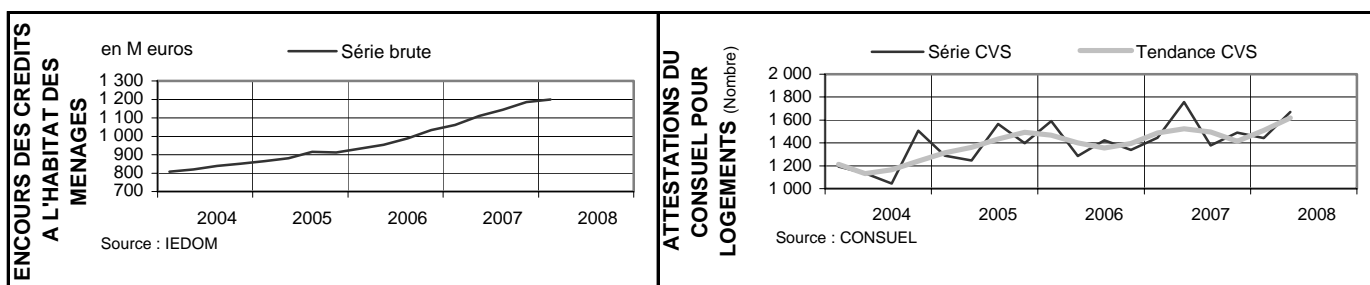 ENCOURS DES CREDITS
A L'HABITAT DES
MENAGES
en M euros
Série brute
1 300
1 200
1 100
1 000
900
800
700
2004 2005 2006 2007 2008
Source : IEDOM
ATTESTATIONS DU
CONSUEL POUR
LOGEMENTS (Nombre)
Série CVS Tendance CVS
2 000
1 800
1 600
1 400
1 200
1 000
2004 2005 2006 2007 2008
Source : CONSUEL